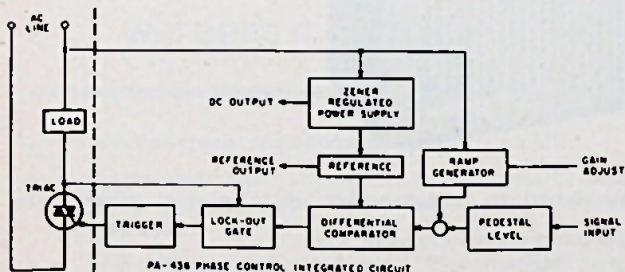 AC
LINE
ZENER
REGULATED
POWER SUPPLY
DC OUTPUT
LOAD
REFERENCE
OUTPUT
REFERENCE
RAMP
GENERATOR
GAIN
ADJUST
TRIAC
TRIGGER
LOCK-OUT
GATE
DIFFERENTIAL
COMPARATOR
PEDESTAL
LEVEL
SIGNAL
INPUT
PA-436 PHASE CONTROL INTEGRATED CIRCUIT